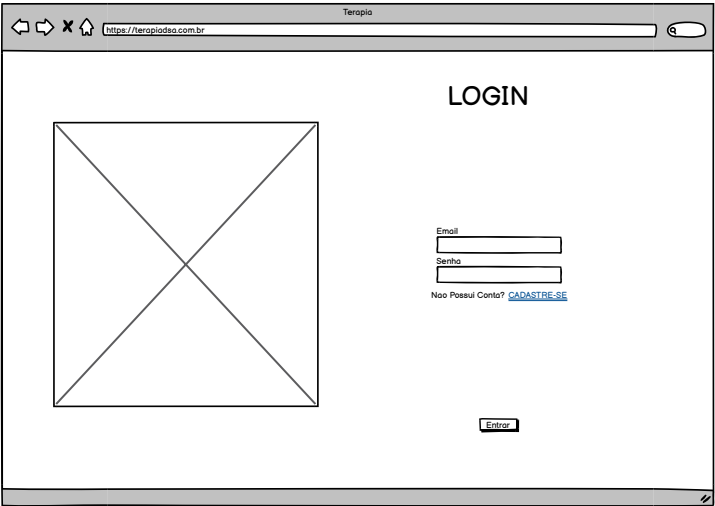 Terapia
https://terapiadsa.com.br
LOGIN
Email
Senha
Nao Possui Conta? CADASTRE-SE
Entrar